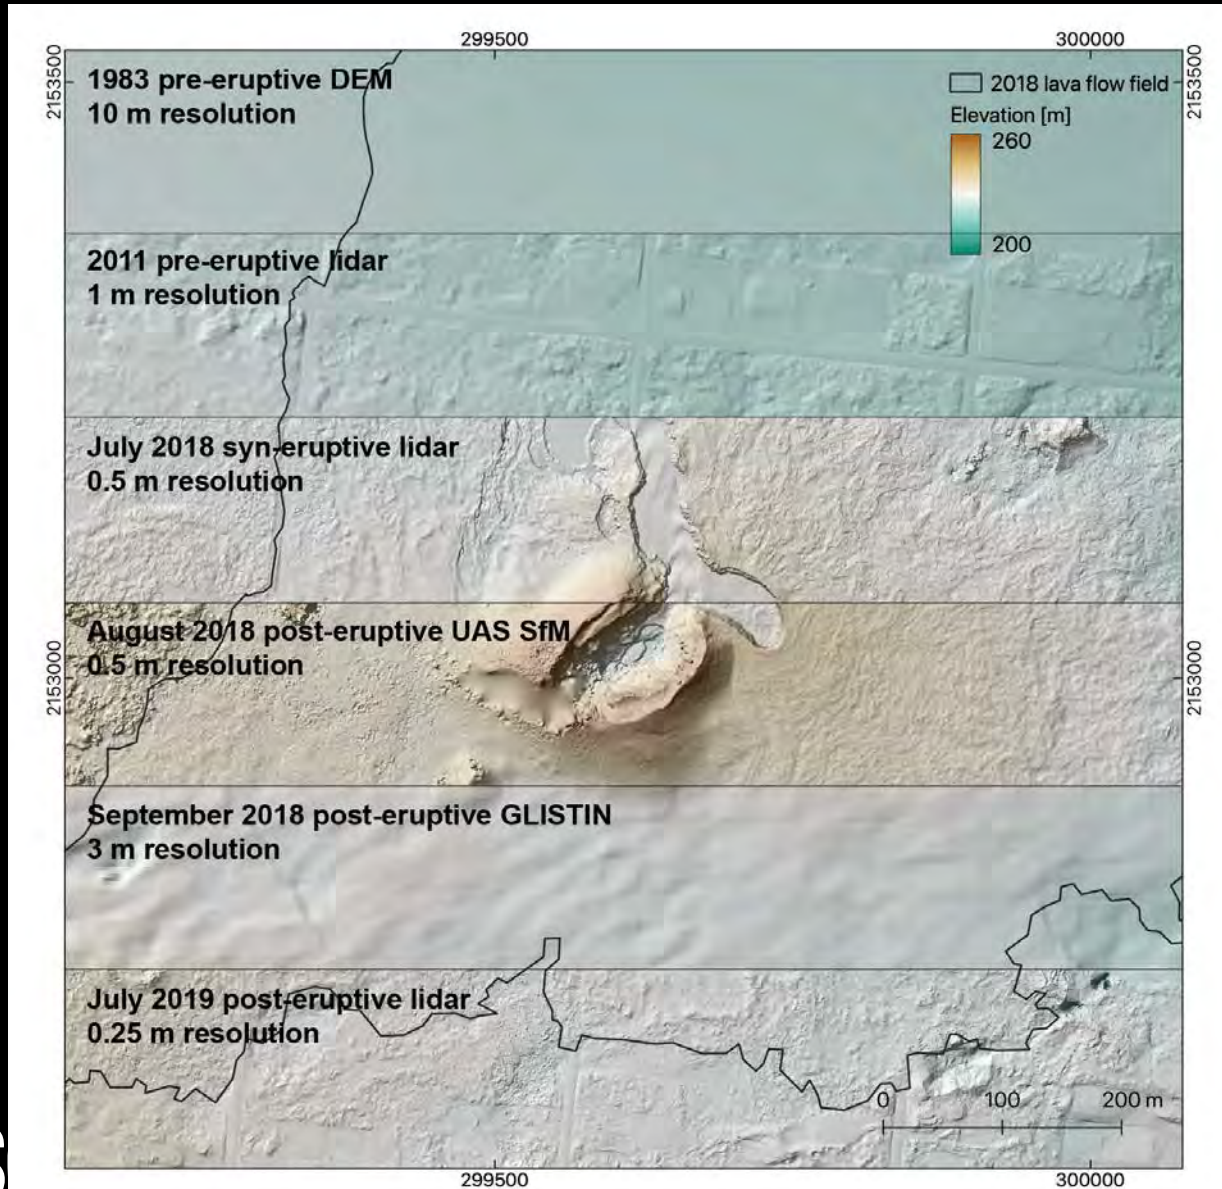 299500
300000
2153500
2153500
1983 pre-eruptive DEM
10 m resolution
2018 lava flow field
Elevation [m]
260
200
2011 pre-eruptive lidar
1 m resolution
July 2018 syn-eruptive lidar
0.5 m resolution
August 2018 post-eruptive UAS SfM
0.5 m resolution
2153000
2153000
September 2018 post-eruptive GLISTIN
3 m resolution
July 2019 post-eruptive lidar
0.25 m resolution
0 100 200 m
299500
300000